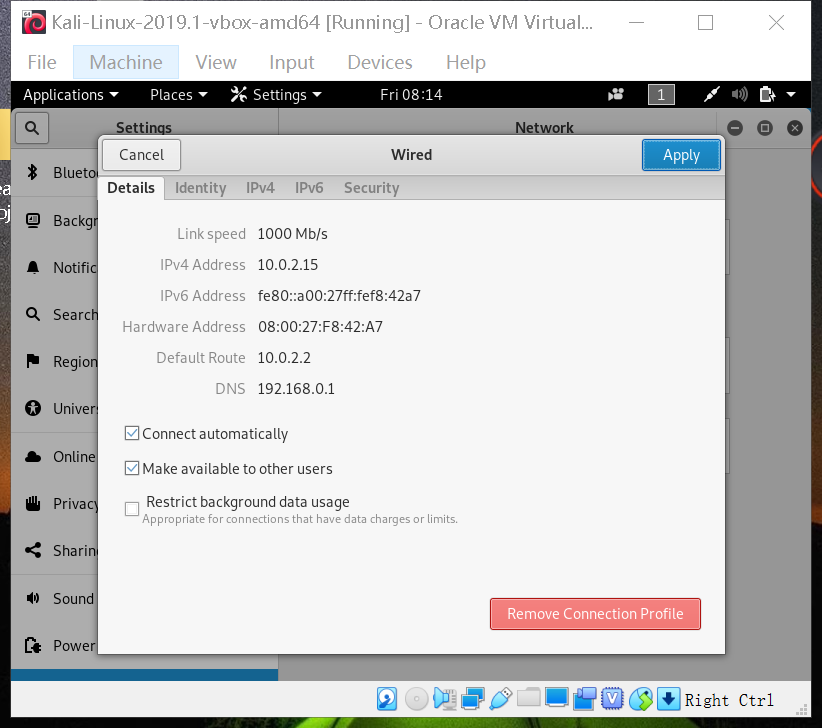 Kali-Linux-2019.1-vbox-amd64 [Running] - Oracle VM Virtual...
File Machine View Input Devices Help
Applications Places Settings Fri 08:14 1
Settings Network
Cancel Wired Apply
Details Identity IPv4 IPv6 Security
Link speed 1000 Mb/s
IPv4 Address 10.0.2.15
IPv6 Address fe80::a00:27ff:fef8:42a7
Hardware Address 08:00:27:F8:42:A7
Default Route 10.0.2.2
DNS 192.168.0.1
Connect automatically
Make available to other users
Restrict background data usage
Appropriate for connections that have data charges or limits.
Remove Connection Profile
Blueto
Backgr
Notific
Search
Region
Univers
Online
Privacy
Sharin
Sound
Power
Right Ctrl